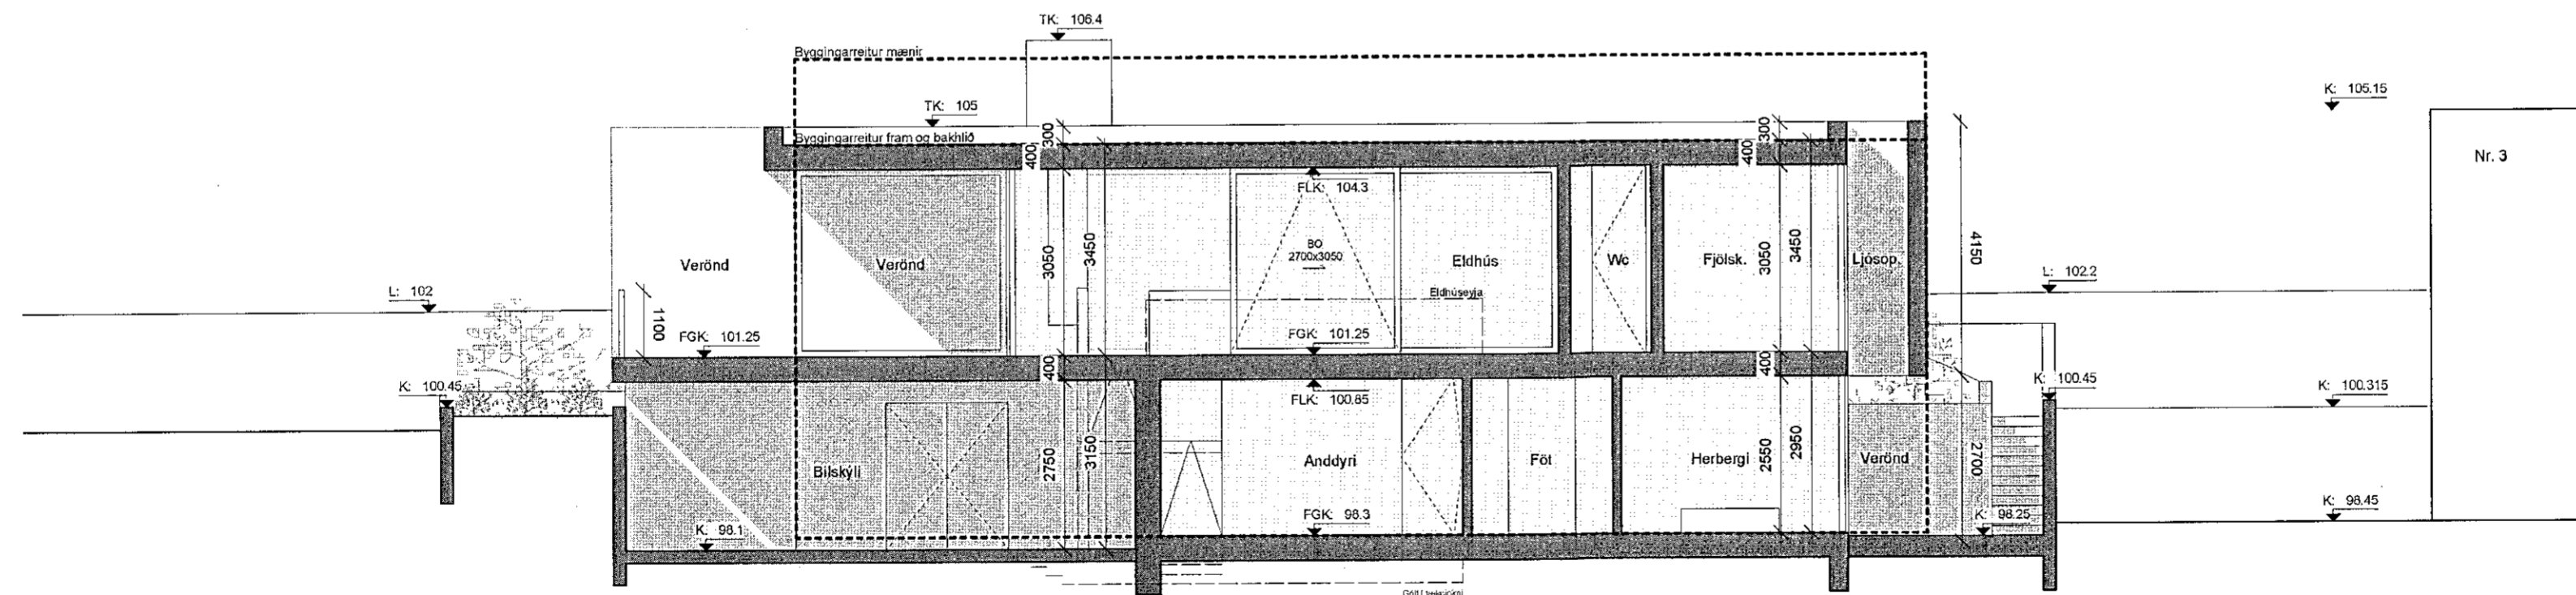 TK: 106.4
Byggingarreitur mænir
K: 105.15
TK: 105
300
300
Byggingarreitur fram og bakhlið
400
400
Nr. 3
FLK: 104.3
BO
2700x3050
Verönd
Verönd
3050
3450
Eldhús
Wc
Fjölsk.
3050
3450
Ljósop.
4150
L: 102
L: 102.2
Eldhúseyja
1100
FGK: 101.25
FGK: 101.25
400
400
K: 100.45
FLK: 100.85
K: 100.45
K: 100.315
Bílskýli
2750
3150
Anddyri
Föt
Herbergi
2550
2950
Verönd
2700
K: 98.1
FGK: 98.3
K: 98.25
K: 98.45